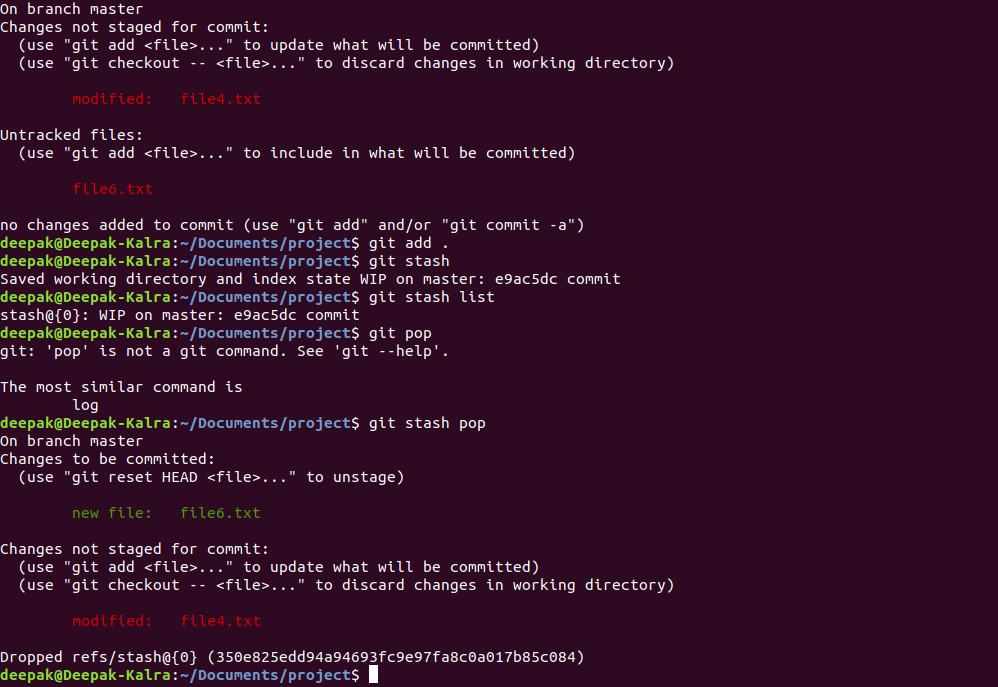 On branch master
Changes not staged for commit:
  (use "git add <file>..." to update what will be committed)
  (use "git checkout -- <file>..." to discard changes in working directory)

        modified:   file4.txt

Untracked files:
  (use "git add <file>..." to include in what will be committed)

        file6.txt

no changes added to commit (use "git add" and/or "git commit -a")
deepak@Deepak-Kalra:~/Documents/project$ git add .
deepak@Deepak-Kalra:~/Documents/project$ git stash
Saved working directory and index state WIP on master: e9ac5dc commit
deepak@Deepak-Kalra:~/Documents/project$ git stash list
stash@{0}: WIP on master: e9ac5dc commit
deepak@Deepak-Kalra:~/Documents/project$ git pop
git: 'pop' is not a git command. See 'git --help'.

The most similar command is
        log
deepak@Deepak-Kalra:~/Documents/project$ git stash pop
On branch master
Changes to be committed:
  (use "git reset HEAD <file>..." to unstage)

        new file:   file6.txt

Changes not staged for commit:
  (use "git add <file>..." to update what will be committed)
  (use "git checkout -- <file>..." to discard changes in working directory)

        modified:   file4.txt

Dropped refs/stash@{0} (350e825edd94a94693fc9e97fa8c0a017b85c084)
deepak@Deepak-Kalra:~/Documents/project$